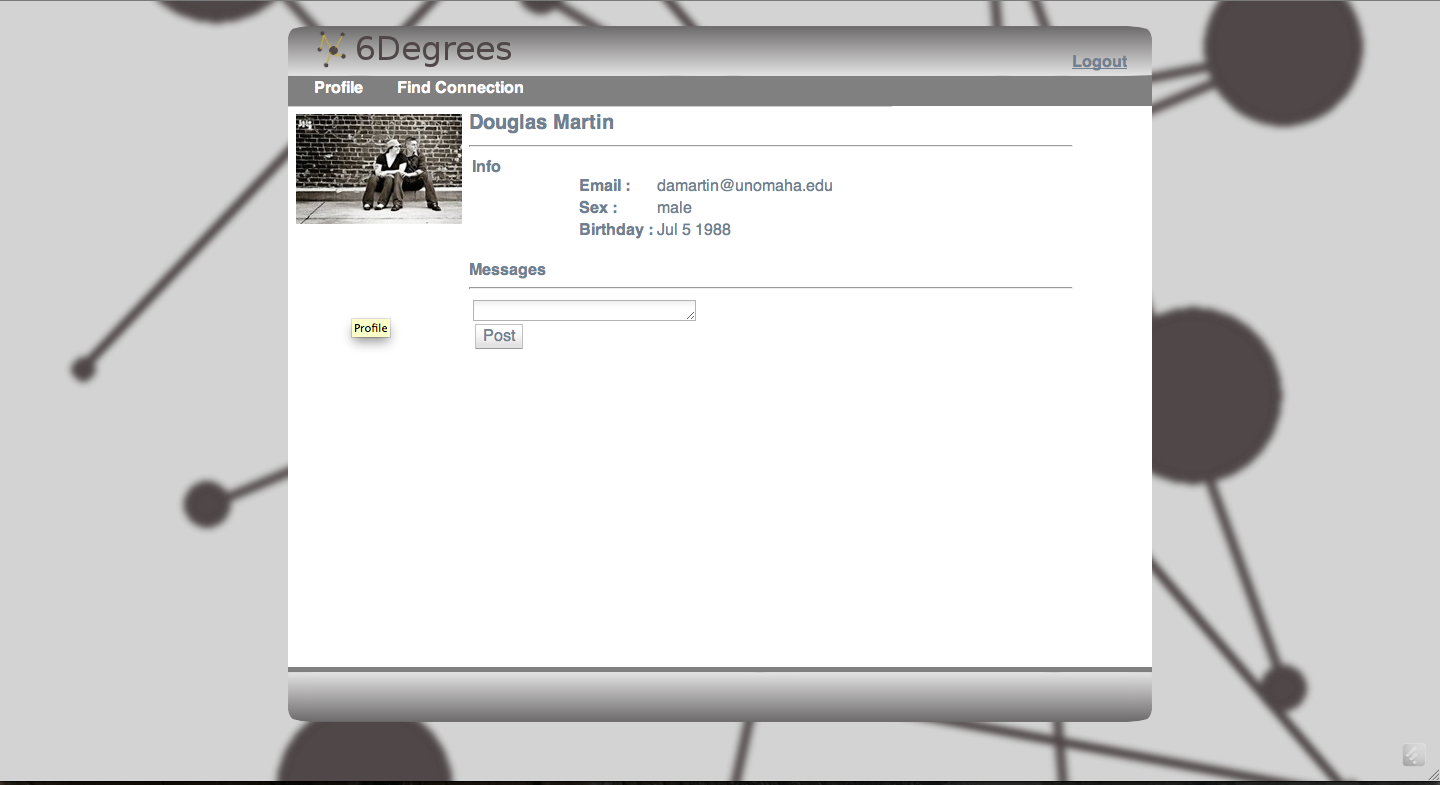 6Degrees
Logout
Profile Find Connection
Douglas Martin
Info
Email : damartin@unomaha.edu
Sex : male
Birthday : Jul 5 1988
Messages
Profile
Post